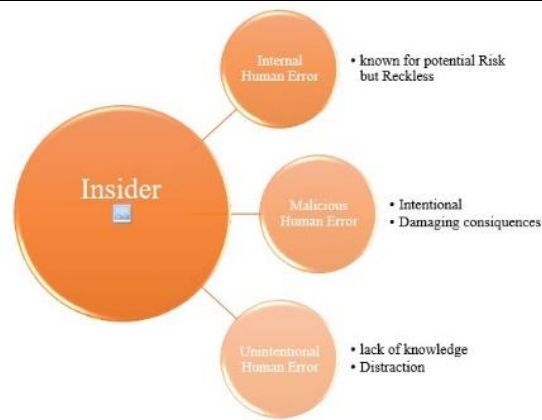 Internal
Human Error
• known for potential Risk
but Reckless
Insider
Malicious
Human Error
• Intentional
• Damaging consiquences
Unintentional
Human Error
• lack of knowledge
• Distraction